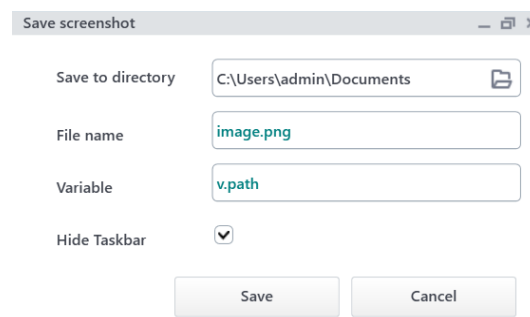 Save screenshot
Save to directory
C:\Users\admin\Documents
File name
image.png
Variable
v.path
Hide Taskbar
Save Cancel